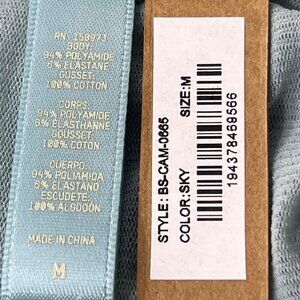 RN 158973
BODY:
94% POLYAMIDE
6% ELASTANE
GUSSET:
100% COTTON
CORPS:
94% POLYAMIDE
6% ELASTHANNE
GOUSSET:
100% COTON
CUERPO:
94% POLIAMIDA
6% ELASTANO
ESCUDETE:
100% ALGODÓN
MADE IN CHINA
M
STYLE: BS-CAM-0665
COLOR:SKY
SIZE:M
194378468566